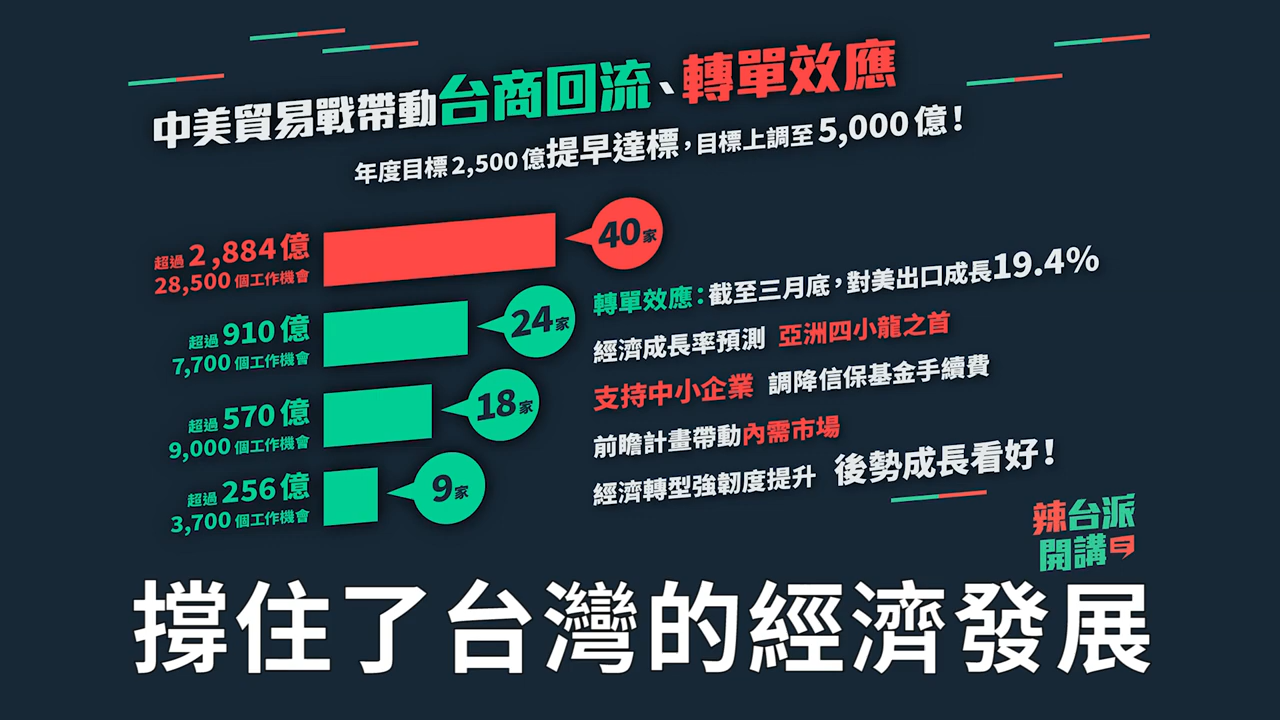 中美貿易戰帶動台商回流、轉單效應
年度目標2,500億提早達標，目標上調至5,000億！
超過2,884億
28,500個工作機會
40家
超過910億
7,700個工作機會
24家
超過570億
9,000個工作機會
18家
超過256億
3,700個工作機會
9家
轉單效應：截至三月底，對美出口成長19.4%
經濟成長率預測 亞洲四小龍之首
支持中小企業 調降信保基金手續費
前瞻計畫帶動內需市場
經濟轉型強韌度提升 後勢成長看好！
辣台派
開講
撐住了台灣的經濟發展